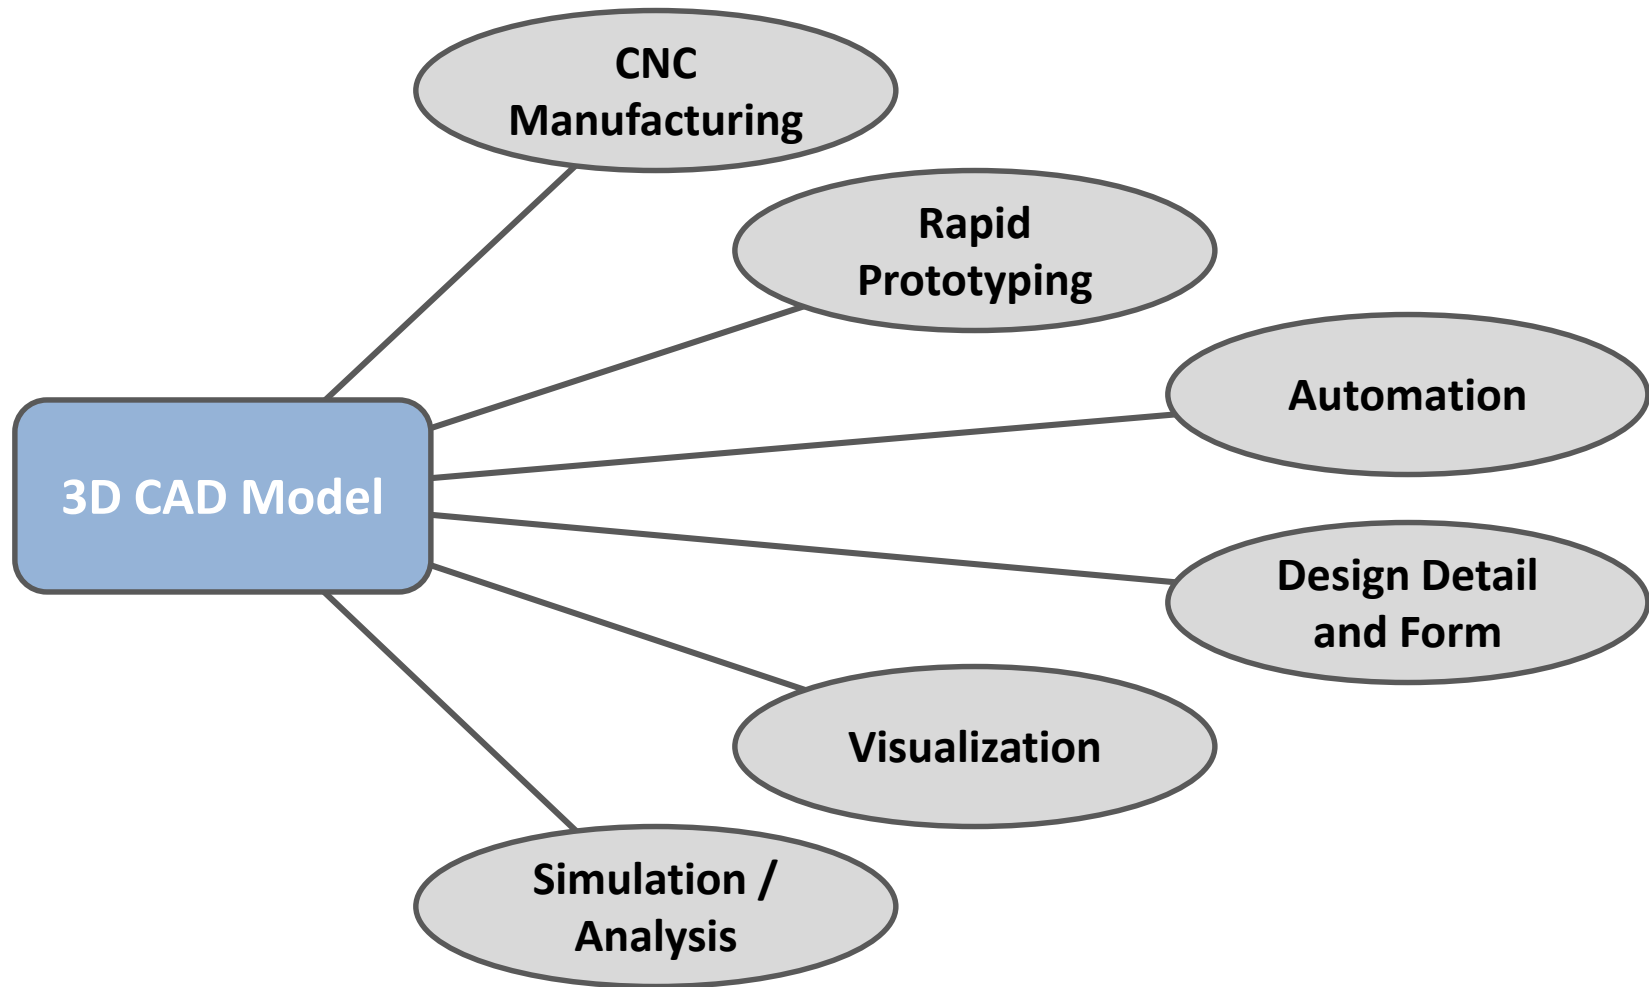 CNC
Manufacturing
Rapid
Prototyping
Automation
3D CAD Model
Design Detail
and Form
Visualization
Simulation /
Analysis